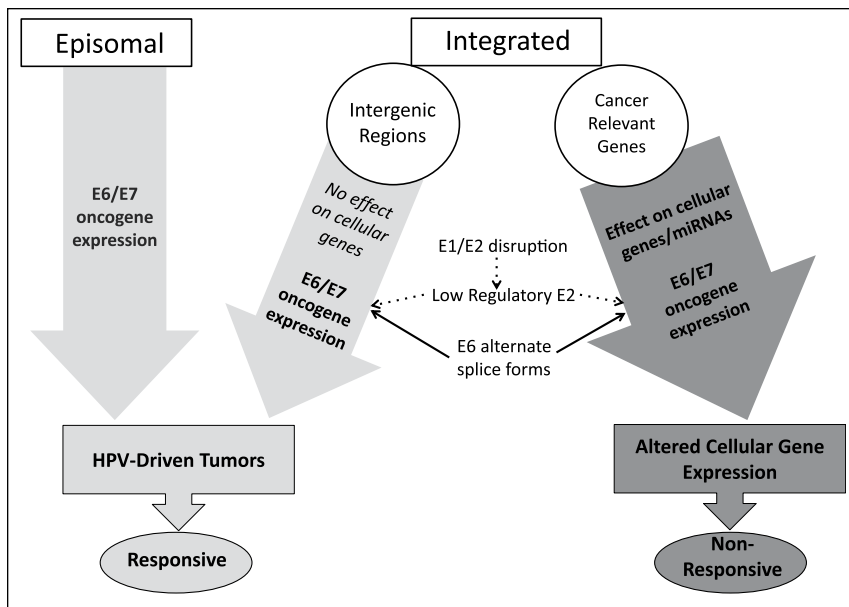 Episomal
Integrated
Intergenic
Regions
Cancer
Relevant
Genes
E6/E7
oncogene
expression
No effect
on cellular
genes
E6/E7
oncogene
expression
E1/E2 disruption
Low Regulatory E2
E6 alternate
splice forms
Effect on cellular
genes/miRNAs
E6/E7
oncogene
expression
HPV-Driven Tumors
Responsive
Altered Cellular Gene
Expression
Non-
Responsive